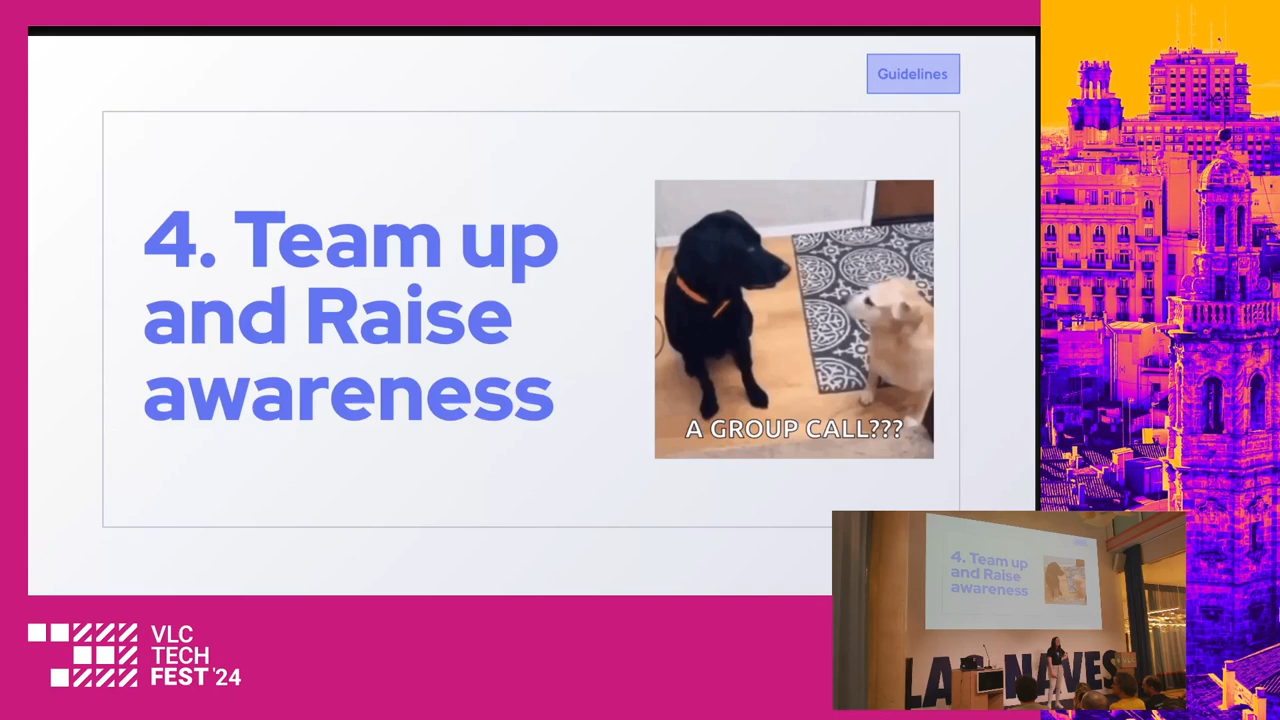 Guidelines
4. Team up
and Raise
awareness
A GROUP CALL???
4. Team up
and Raise
awareness
LAS NAVES
VLC
TECH
FEST '24